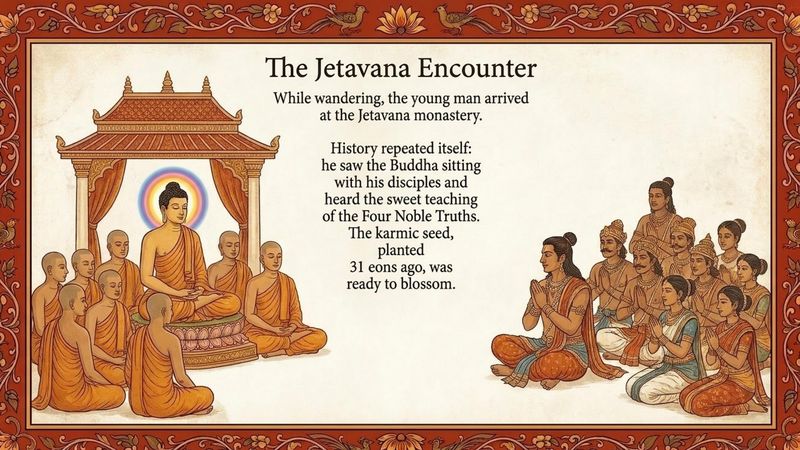 The Jetavana Encounter
While wandering, the young man arrived
at the Jetavana monastery.
History repeated itself:
he saw the Buddha sitting
with his disciples and
heard the sweet teaching
of the Four Noble Truths.
The karmic seed,
planted
31 eons ago, was
ready to blossom.